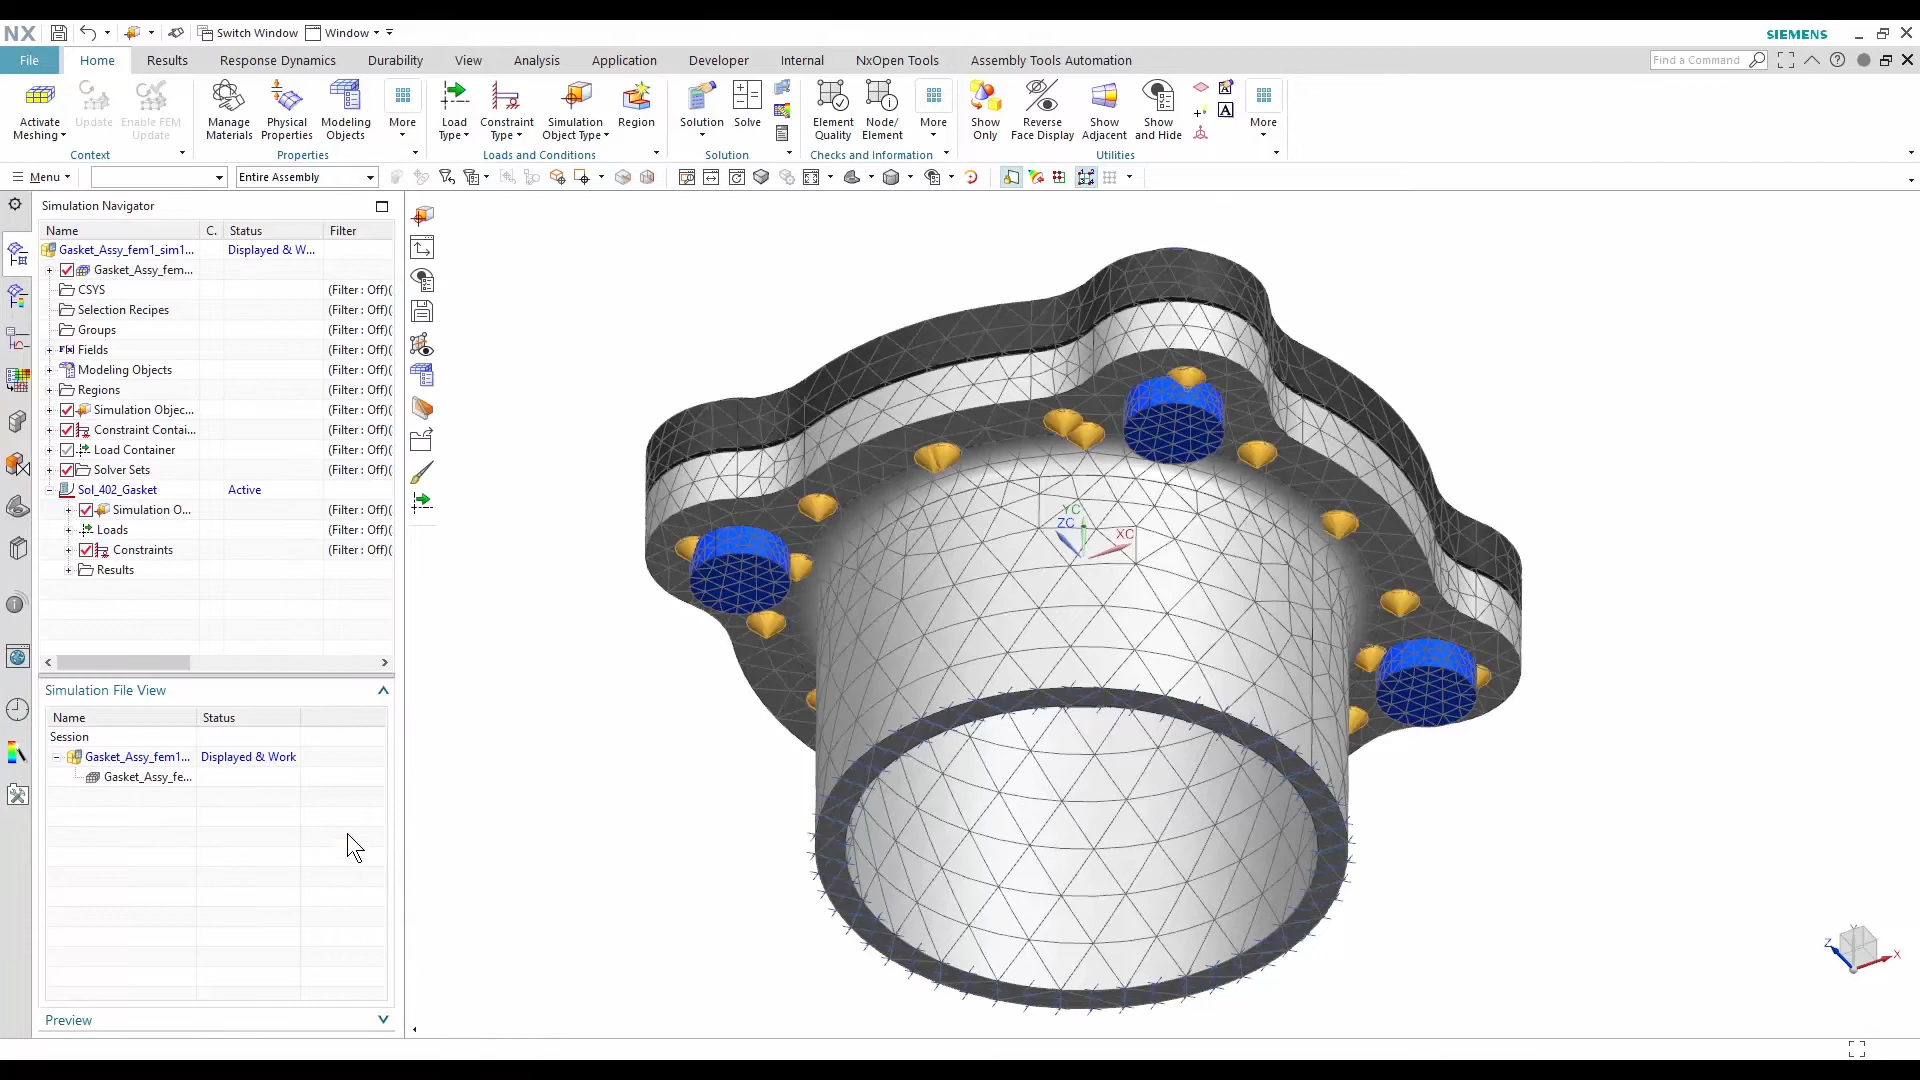 NX Switch Window Window SIEMENS
File Home Results Response Dynamics Durability View Analysis Application Developer Internal NxOpen Tools Assembly Tools Automation Find a Command
Activate Meshing Update Enable FEM Update Manage Materials Physical Properties Modeling Objects More Load Type Constraint Type Simulation Object Type Region Solution Solve Element Quality Node/ Element More Show Only Reverse Face Display Show Adjacent Show and Hide A More
Context Properties Loads and Conditions Solution Checks and Information Utilities
Menu Entire Assembly
Simulation Navigator
Name C. Status Filter
Gasket_Assy_fem1_sim1... Displayed & W...
Gasket_Assy_fem...
CSYS (Filter : Off)(
Selection Recipes (Filter : Off)(
Groups (Filter : Off)(
Fields (Filter : Off)(
Modeling Objects (Filter : Off)(
Regions (Filter : Off)(
Simulation Objec... (Filter : Off)(
Constraint Contai... (Filter : Off)(
Load Container (Filter : Off)(
Solver Sets (Filter : Off)(
Sol_402_Gasket Active
Simulation O... (Filter : Off)(
Loads (Filter : Off)(
Constraints (Filter : Off)(
Results (Filter : Off)(
Simulation File View
Name Status
Session
Gasket_Assy_fem1... Displayed & Work
Gasket_Assy_fe...
Preview
YC
ZC XC
Y
Z X